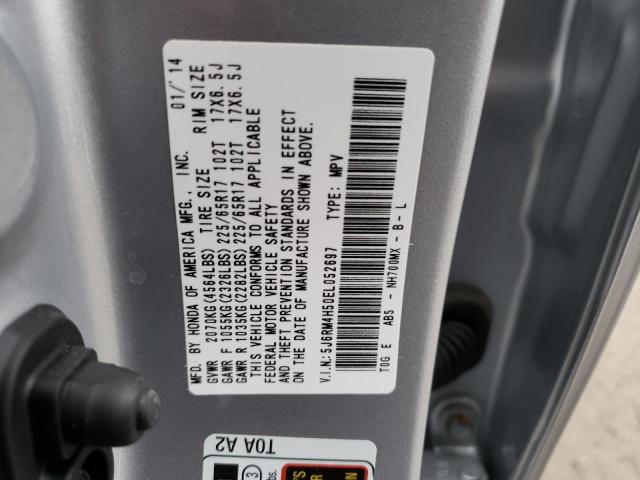 MFD. BY HONDA OF AMERICA MFG., INC. 01/'14
TIRE SIZE RIM SIZE
GVWR 2070KG(4564LBS)
GAWR F 1055KG(2326LBS) 225/65R17 102T 17X6.5J
GAWR R 1035KG(2282LBS) 225/65R17 102T 17X6.5J
THIS VEHICLE CONFORMS TO ALL APPLICABLE
FEDERAL MOTOR VEHICLE SAFETY
AND THEFT PREVENTION STANDARDS IN EFFECT
ON THE DATE OF MANUFACTURE SHOWN ABOVE.
V.I.N:5J6RM4H50EL052697 TYPE: MPV
T0G E AB5 - NH700MX - B - L
T0A A2
3